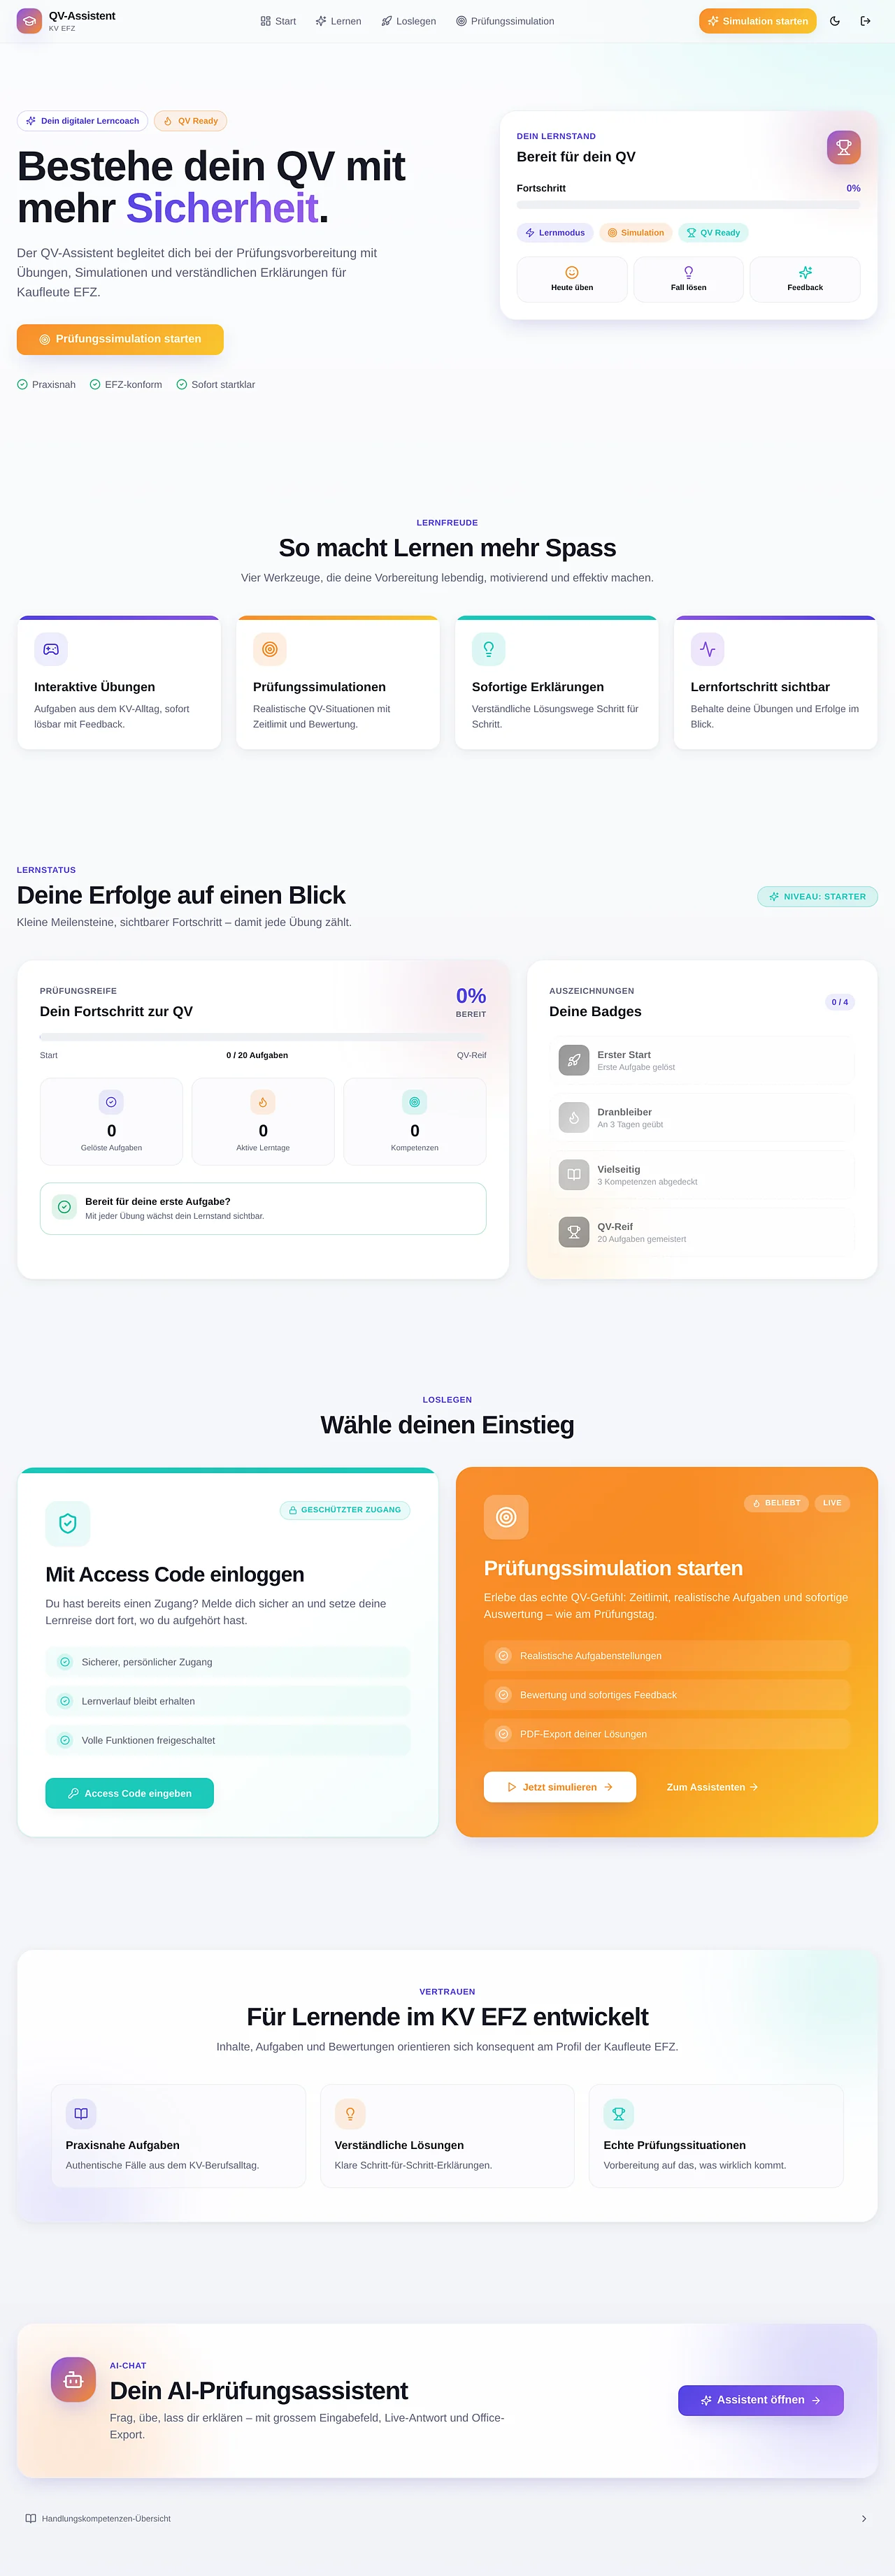 QV-Assistent
KV EFZ
Start
Lernen
Loslegen
Prüfungssimulation
Simulation starten
Dein digitaler Lerncoach
QV Ready
Bestehe dein QV mit
mehr Sicherheit.
Der QV-Assistent begleitet dich bei der Prüfungsvorbereitung mit
Übungen, Simulationen und verständlichen Erklärungen für
Kaufleute EFZ.
Prüfungssimulation starten
Praxisnah
EFZ-konform
Sofort startklar
DEIN LERNSTAND
Bereit für dein QV
Fortschritt
0%
Lernmodus
Simulation
QV Ready
Heute üben
Fall lösen
Feedback
LERNFREUDE
So macht Lernen mehr Spass
Vier Werkzeuge, die deine Vorbereitung lebendig, motivierend und effektiv machen.
Interaktive Übungen
Aufgaben aus dem KV-Alltag, sofort
lösbar mit Feedback.
Prüfungssimulationen
Realistische QV-Situationen mit
Zeitlimit und Bewertung.
Sofortige Erklärungen
Verständliche Lösungswege Schritt für
Schritt.
Lernfortschritt sichtbar
Behalte deine Übungen und Erfolge im
Blick.
LERNSTATUS
Deine Erfolge auf einen Blick
Kleine Meilensteine, sichtbarer Fortschritt – damit jede Übung zählt.
NIVEAU: STARTER
PRÜFUNGSREIFE
Dein Fortschritt zur QV
0%
BEREIT
Start
0 / 20 Aufgaben
QV-Reif
0
Gelöste Aufgaben
0
Aktive Lerntage
0
Kompetenzen
Bereit für deine erste Aufgabe?
Mit jeder Übung wächst dein Lernstand sichtbar.
AUSZEICHNUNGEN
Deine Badges
0 / 4
Erster Start
Erste Aufgabe gelöst
Dranbleiber
An 3 Tagen geübt
Vielseitig
3 Kompetenzen abgedeckt
QV-Reif
20 Aufgaben gemeistert
LOSLEGEN
Wähle deinen Einstieg
GESCHÜTZTER ZUGANG
Mit Access Code einloggen
Du hast bereits einen Zugang? Melde dich sicher an und setze deine
Lernreise dort fort, wo du aufgehört hast.
Sicherer, persönlicher Zugang
Lernverlauf bleibt erhalten
Volle Funktionen freigeschaltet
Access Code eingeben
BELIEBT
LIVE
Prüfungssimulation starten
Erlebe das echte QV-Gefühl: Zeitlimit, realistische Aufgaben und sofortige
Auswertung – wie am Prüfungstag.
Realistische Aufgabenstellungen
Bewertung und sofortiges Feedback
PDF-Export deiner Lösungen
Jetzt simulieren
Zum Assistenten
VERTRAUEN
Für Lernende im KV EFZ entwickelt
Inhalte, Aufgaben und Bewertungen orientieren sich konsequent am Profil der Kaufleute EFZ.
Praxisnahe Aufgaben
Authentische Fälle aus dem KV-Berufsalltag.
Verständliche Lösungen
Klare Schritt-für-Schritt-Erklärungen.
Echte Prüfungssituationen
Vorbereitung auf das, was wirklich kommt.
AI-CHAT
Dein AI-Prüfungsassistent
Frag, übe, lass dir erklären – mit grossem Eingabefeld, Live-Antwort und Office-
Export.
Assistent öffnen
Handlungskompetenzen-Übersicht